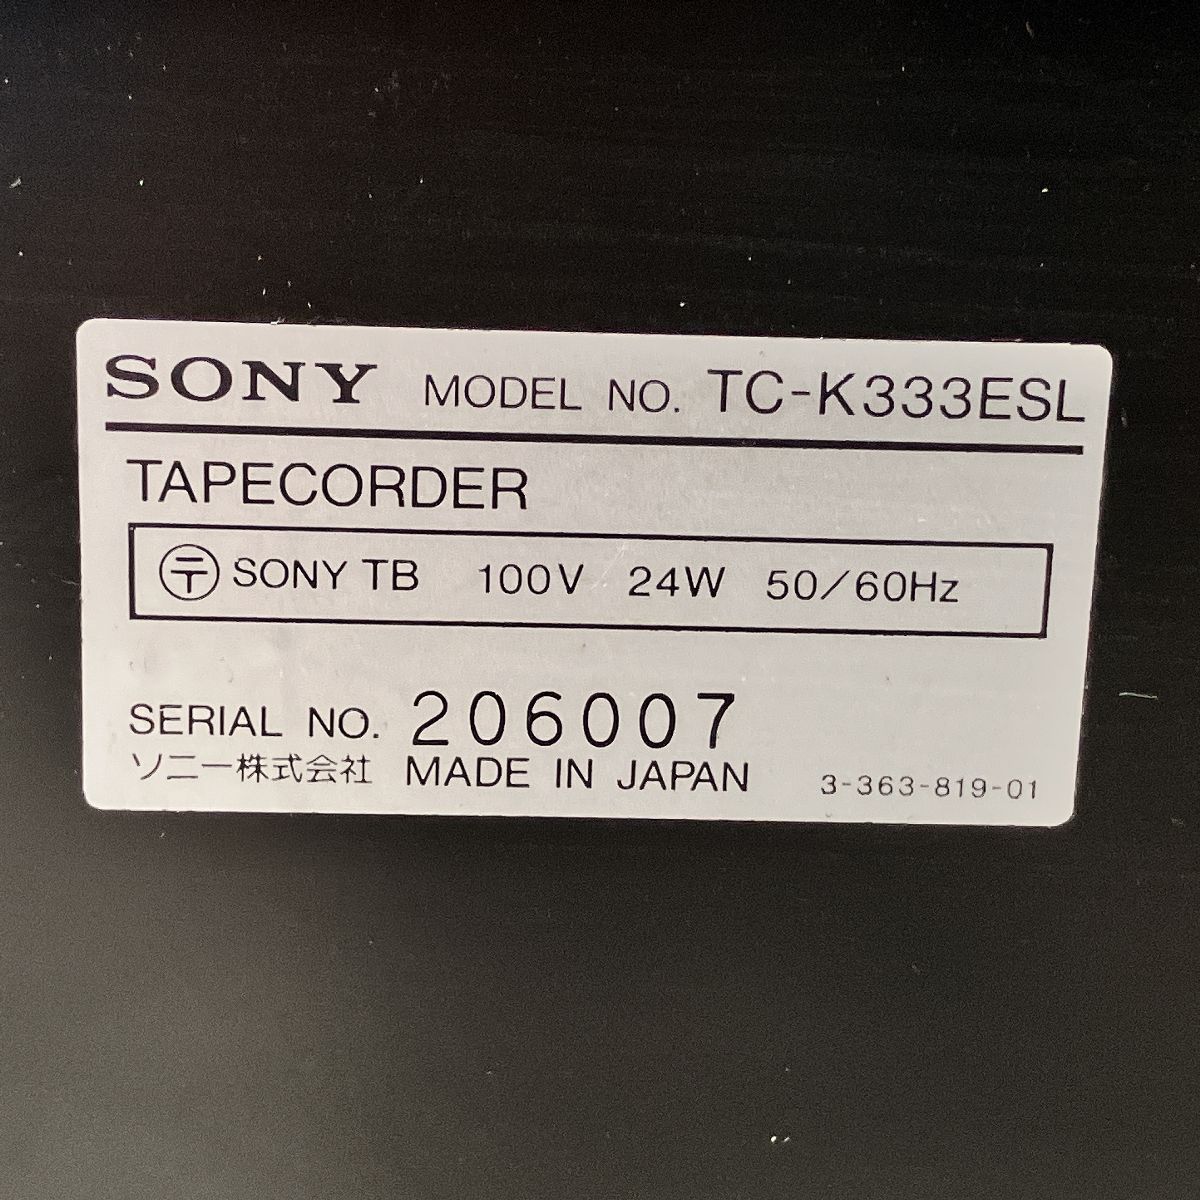 SONY MODEL NO. TC-K333ESL
TAPECORDER
〒 SONY TB 100V 24W 50/60Hz
SERIAL NO. 206007
ソニー株式会社 MADE IN JAPAN 3-363-819-01